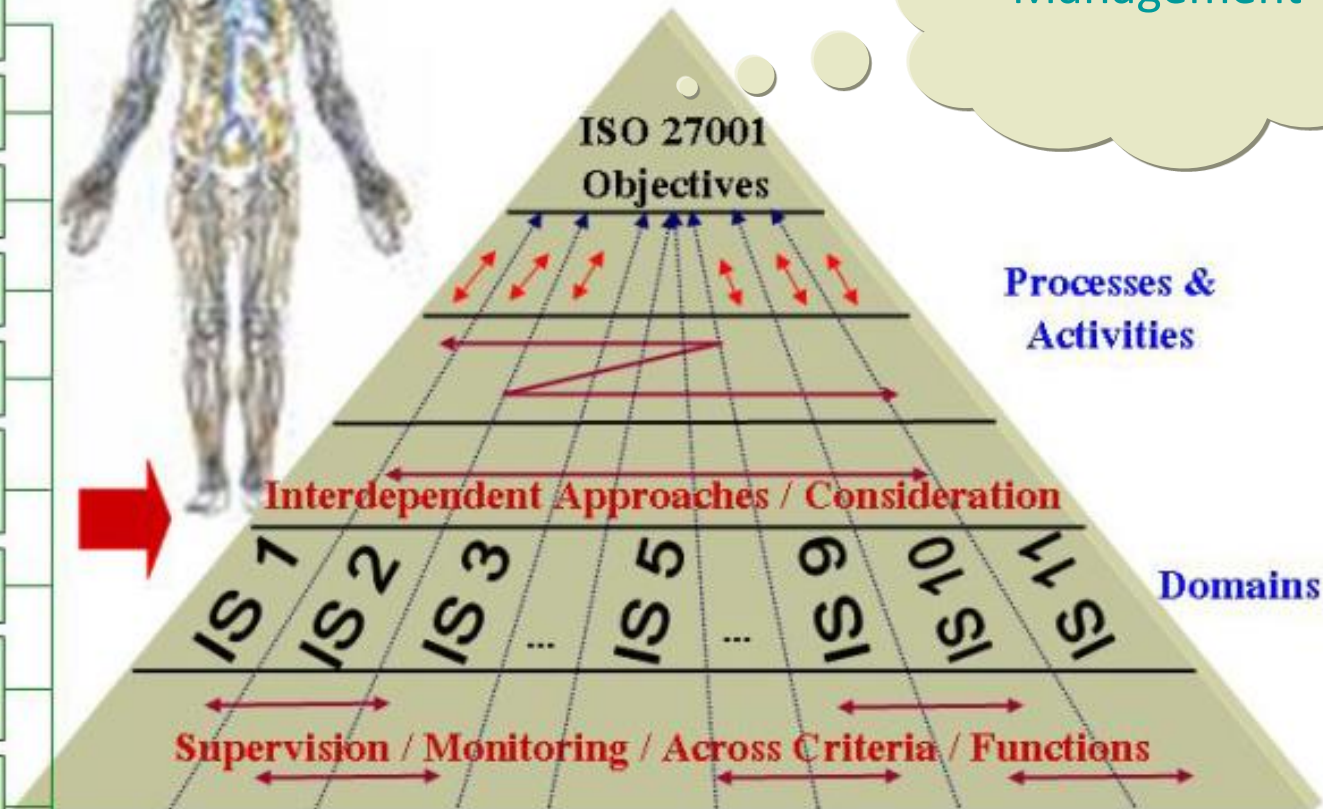 Management
ISO 27001
Objectives
Processes &
Activities
Interdependent Approaches / Consideration
IS 1 IS 2 IS 3 ... IS 5 ... IS 9 IS 10 IS 11
Domains
Supervision / Monitoring / Across Criteria / Functions